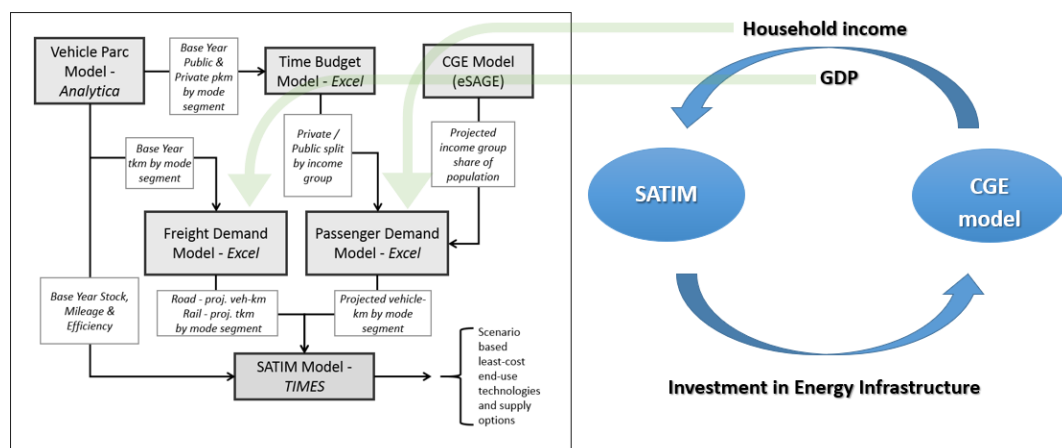 Vehicle Parc
Model -
Analytica
Base Year
Public &
Private pkm
by mode
segment
Time Budget
Model - Excel
CGE Model
(eSAGE)
Base Year
tkm by mode
segment
Private /
Public split
by income
group
Projected
income group
share of
population
Freight Demand
Model - Excel
Passenger Demand
Model - Excel
Base Year Stock,
Mileage &
Efficiency
Road - proj. veh-km
Rail - proj. tkm
by mode segment
Projected vehicle-
km by mode
segment
SATIM Model -
TIMES
Scenario
based
least-cost
end-use
technologies
and supply
options
Household income
GDP
SATIM
CGE
model
Investment in Energy Infrastructure